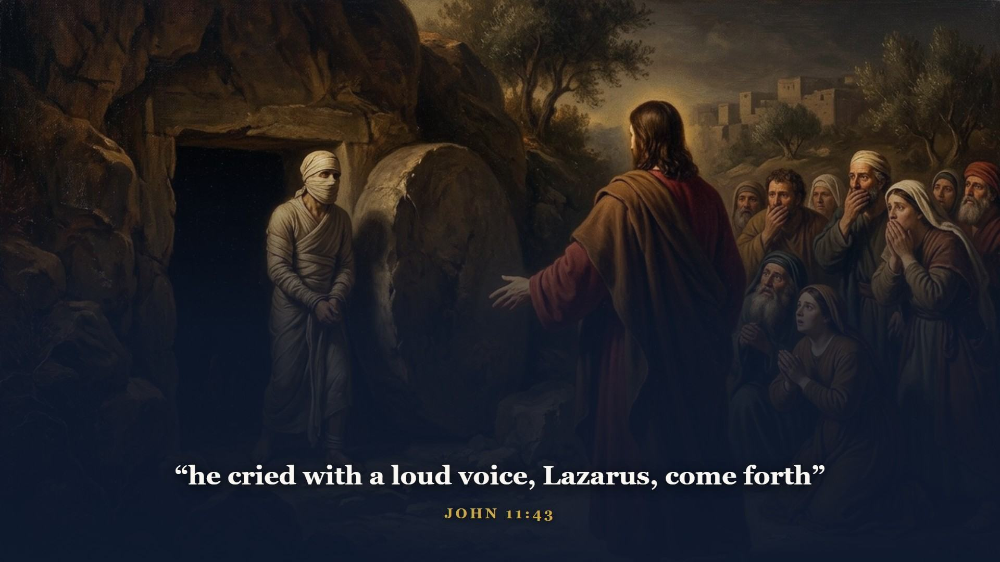 “he cried with a loud voice, Lazarus, come forth”
JOHN 11:43